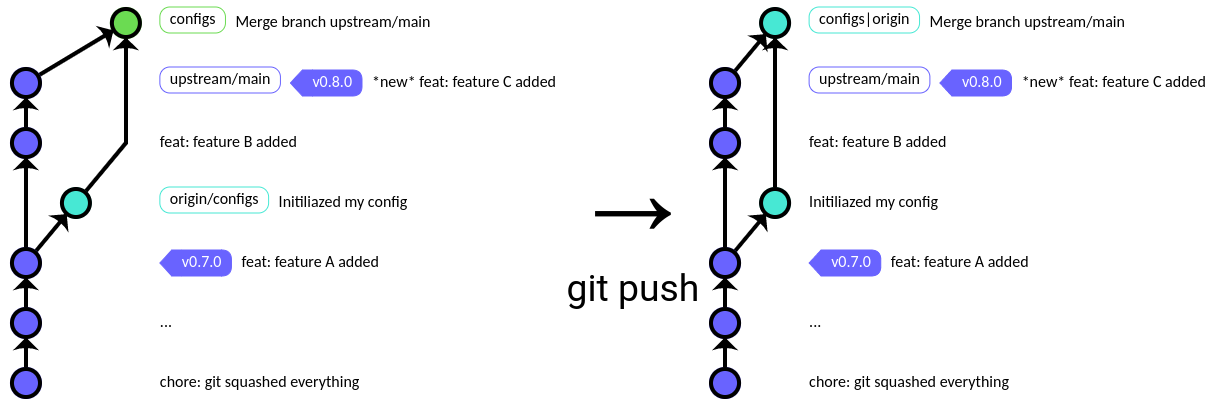 configs Merge branch upstream/main
upstream/main v0.8.0 *new* feat: feature C added
feat: feature B added
origin/configs Initiliazed my config
v0.7.0 feat: feature A added
...
chore: git squashed everything
git push
configs|origin Merge branch upstream/main
upstream/main v0.8.0 *new* feat: feature C added
feat: feature B added
Initiliazed my config
v0.7.0 feat: feature A added
...
chore: git squashed everything